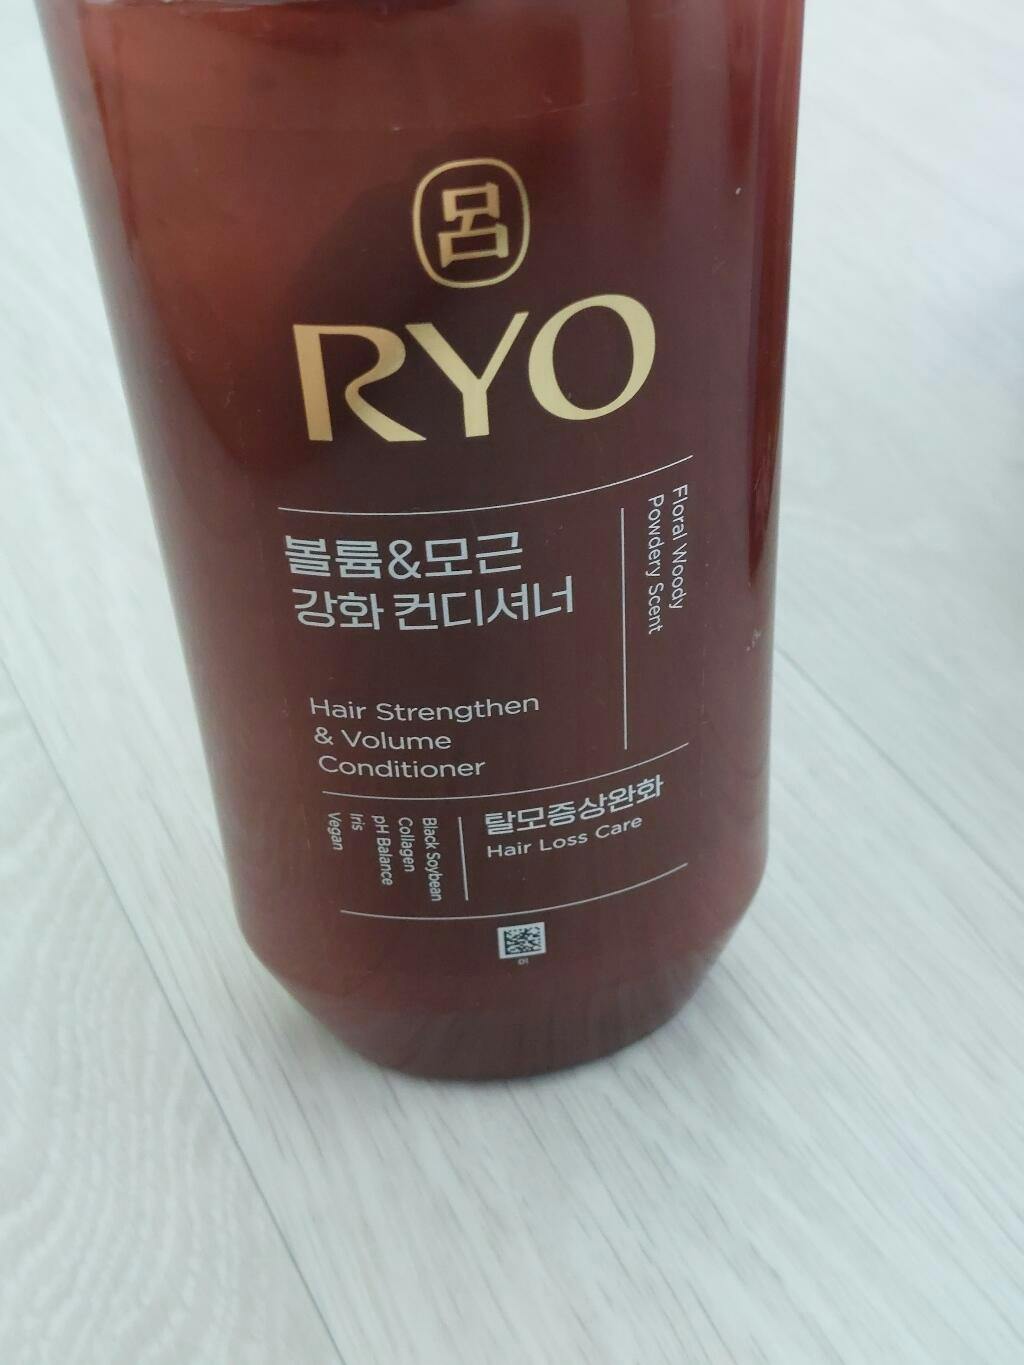 呂
RYO
볼륨&모근
강화 컨디셔너
Floral Woody
Powdery Scent
Hair Strengthen
& Volume
Conditioner
Black Soybean
Collagen
pH Balance
Iris
Vegan
탈모증상완화
Hair Loss Care